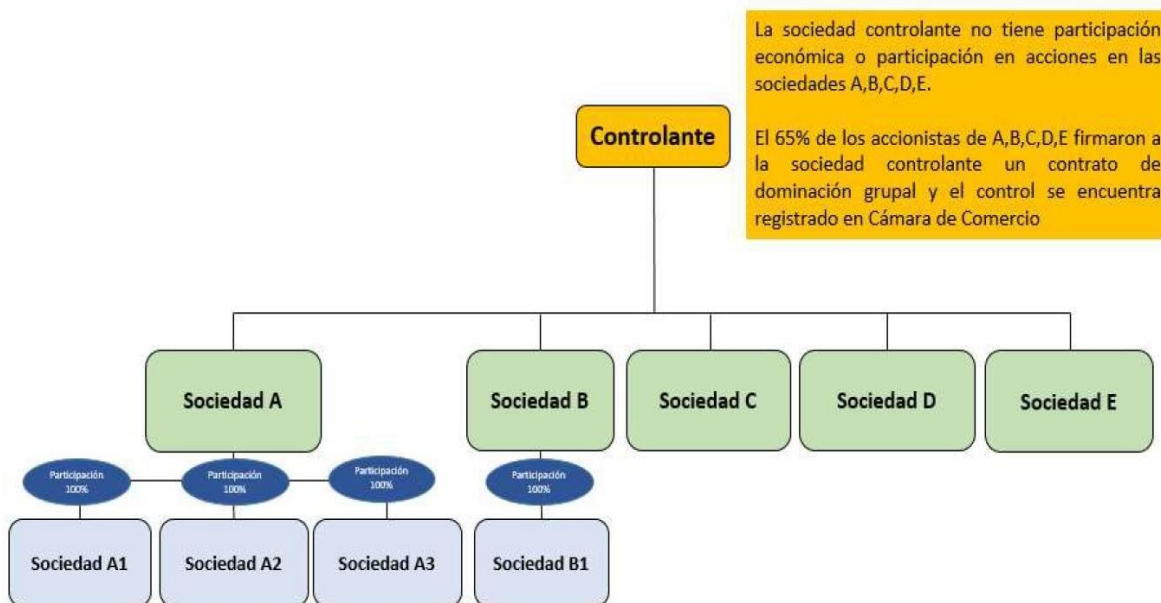 La sociedad controlante no tiene participación
económica o participación en acciones en las
sociedades A,B,C,D,E.
El 65% de los accionistas de A,B,C,D,E firmaron a
la sociedad controlante un contrato de
dominación grupal y el control se encuentra
registrado en Cámara de Comercio
Controlante
Sociedad A
Sociedad B
Sociedad C
Sociedad D
Sociedad E
Participación
100%
Participación
100%
Participación
100%
Participación
100%
Sociedad A1
Sociedad A2
Sociedad A3
Sociedad B1